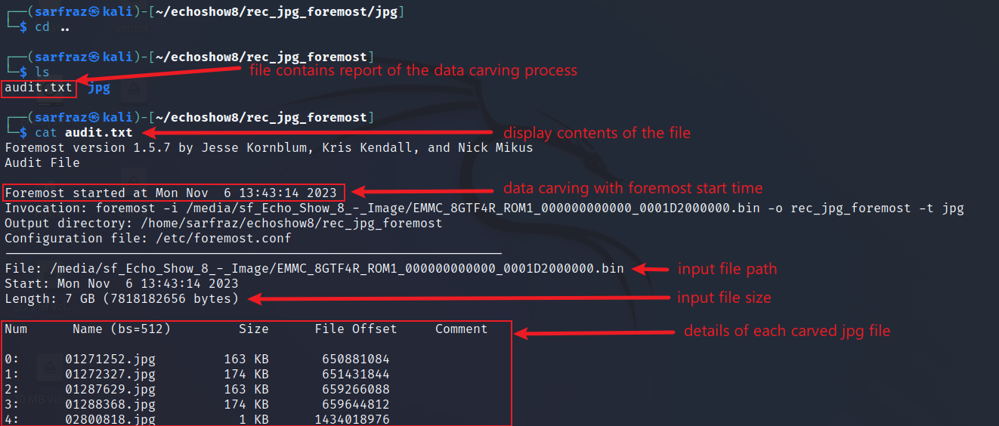 ┌──(sarfraz㉿kali)-[~/echoshow8/rec_jpg_foremost/jpg]
└─$ cd ..
┌──(sarfraz㉿kali)-[~/echoshow8/rec_jpg_foremost]
└─$ ls
file contains report of the data carving process
audit.txt jpg
┌──(sarfraz㉿kali)-[~/echoshow8/rec_jpg_foremost]
└─$ cat audit.txt display contents of the file
Foremost version 1.5.7 by Jesse Kornblum, Kris Kendall, and Nick Mikus
Audit File
Foremost started at Mon Nov  6 13:43:14 2023 data carving with foremost start time
Invocation: foremost -i /media/sf_Echo_Show_8_-_Image/EMMC_8GTF4R_ROM1_000000000000_0001D2000000.bin -o rec_jpg_foremost -t jpg
Output directory: /home/sarfraz/echoshow8/rec_jpg_foremost
Configuration file: /etc/foremost.conf
File: /media/sf_Echo_Show_8_-_Image/EMMC_8GTF4R_ROM1_000000000000_0001D2000000.bin input file path
Start: Mon Nov  6 13:43:14 2023
Length: 7 GB (7818182656 bytes) input file size
Num Name (bs=512) Size File Offset Comment details of each carved jpg file
0: 01271252.jpg 163 KB 650881084
1: 01272327.jpg 174 KB 651431844
2: 01287629.jpg 163 KB 659266088
3: 01288368.jpg 174 KB 659644812
4: 02800818.jpg 1 KB 1434018976